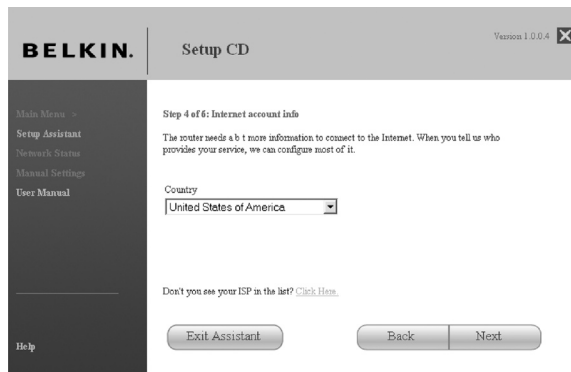 BELKIN.
Setup CD
Version 1.0.0.4
Main Menu >
Setup Assistant
Network Status
Manual Settings
User Manual
Help
Step 4 of 6: Internet account info
The router needs a b t more information to connect to the Internet. When you tell us who
provides your service, we can configure most of it.
Country
United States of America
Don't you see your ISP in the list? Click Here.
Exit Assistant
Back
Next